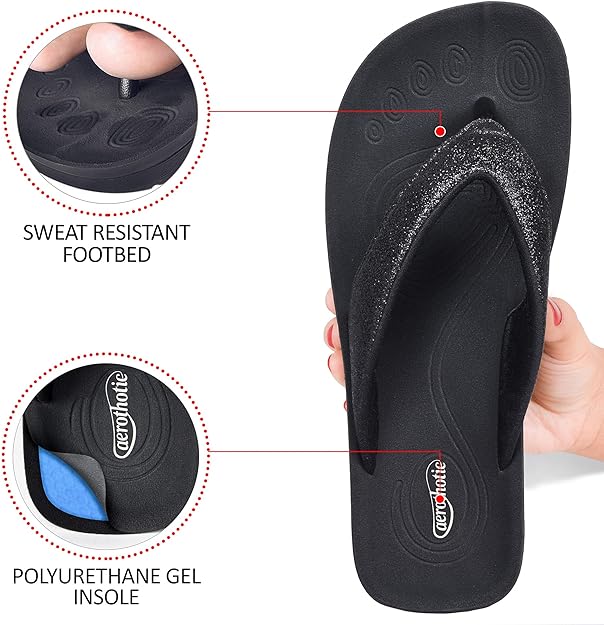 SWEAT RESISTANT
FOOTBED
aerothotic
POLYURETHANE GEL
INSOLE
aerothotic